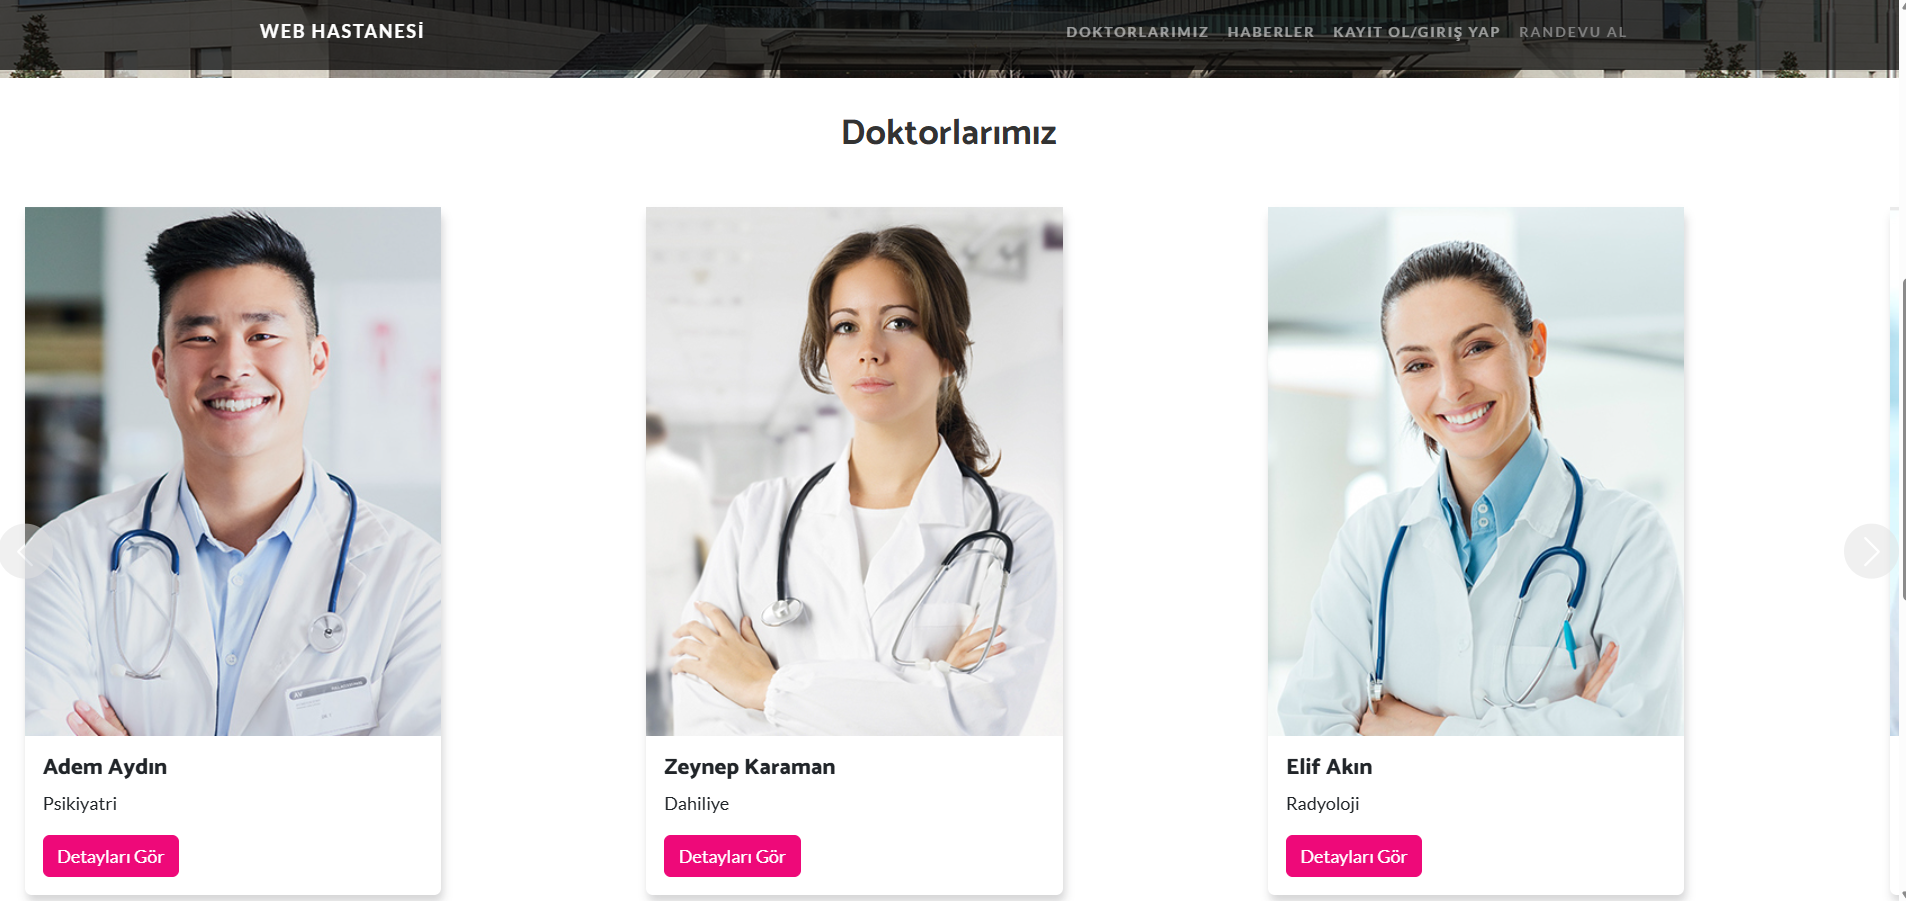 WEB HASTANESİ
DOKTORLARIMIZ HABERLER KAYIT OL/GIRIŞ YAP RANDEVU AL
Doktorlarımız
Adem Aydın
Psikiyatri
Detayları Gör
Zeynep Karaman
Dahiliye
Detayları Gör
Elif Akın
Radyoloji
Detayları Gör